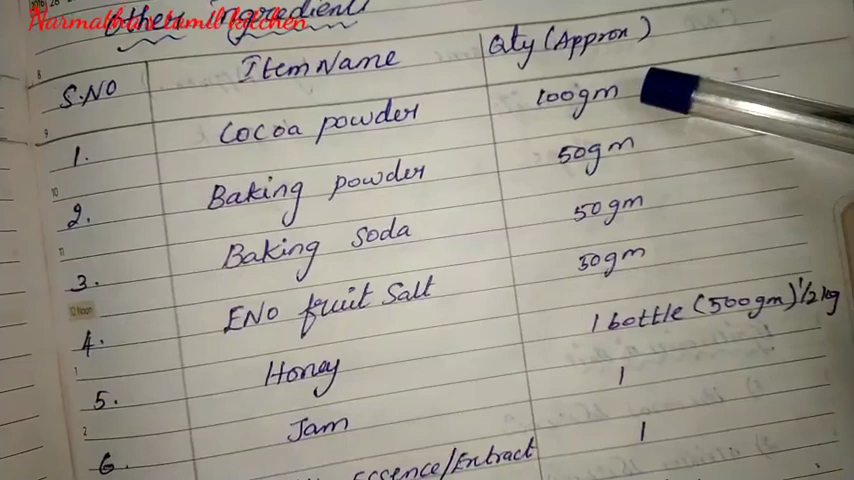 Other ingredients
Narmatha's tamil kitchen
S.NO Item Name Qty (Approx)
1. Cocoa powder 100gm
2. Baking powder 50gm
3. Baking soda 50gm
4. ENO fruit Salt 50gm
5. Honey 1 bottle (500gm) 1/2 kg
6. Jam 1
Essence/Extract 1